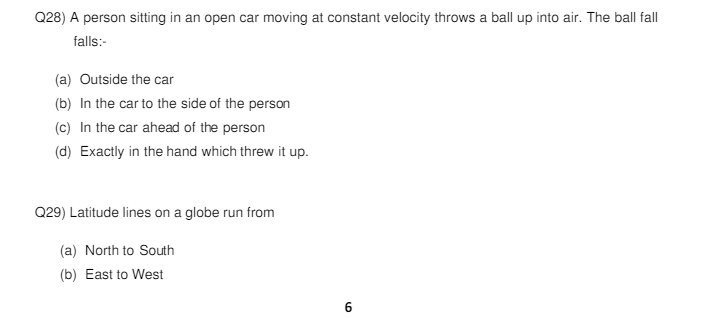 Q28) A person sitting in an open car moving at constant velocity throws a ball up into air. The ball fall
falls:-
(a) Outside the car
(b) In the car to the side of the person
(c) In the car ahead of the person
(d) Exactly in the hand which threw it up.
Q29) Latitude lines on a globe run from
(a) North to South
(b) East to West
6